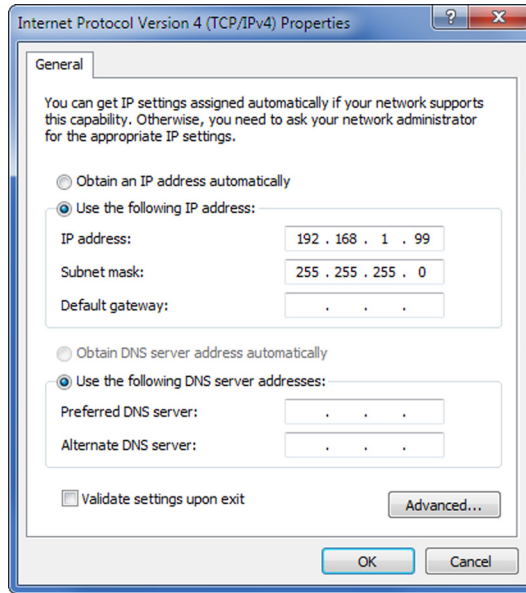 Internet Protocol Version 4 (TCP/IPv4) Properties
General
You can get IP settings assigned automatically if your network supports
this capability. Otherwise, you need to ask your network administrator
for the appropriate IP settings.
Obtain an IP address automatically
Use the following IP address:
IP address: 192 . 168 . 1 . 99
Subnet mask: 255 . 255 . 255 . 0
Default gateway: . . .
Obtain DNS server address automatically
Use the following DNS server addresses:
Preferred DNS server: . . .
Alternate DNS server: . . .
Validate settings upon exit
Advanced...
OK Cancel